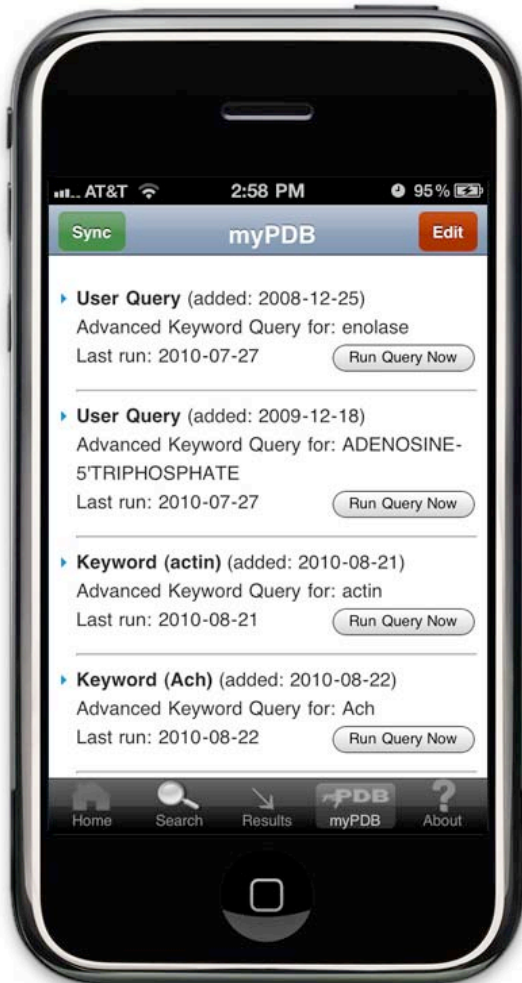 AT&T 2:58 PM 95%
Sync myPDB Edit
User Query (added: 2008-12-25)
Advanced Keyword Query for: enolase
Last run: 2010-07-27 Run Query Now
User Query (added: 2009-12-18)
Advanced Keyword Query for: ADENOSINE-
5'TRIPHOSPHATE
Last run: 2010-07-27 Run Query Now
Keyword (actin) (added: 2010-08-21)
Advanced Keyword Query for: actin
Last run: 2010-08-21 Run Query Now
Keyword (Ach) (added: 2010-08-22)
Advanced Keyword Query for: Ach
Last run: 2010-08-22 Run Query Now
PDB ?
Home Search Results myPDB About